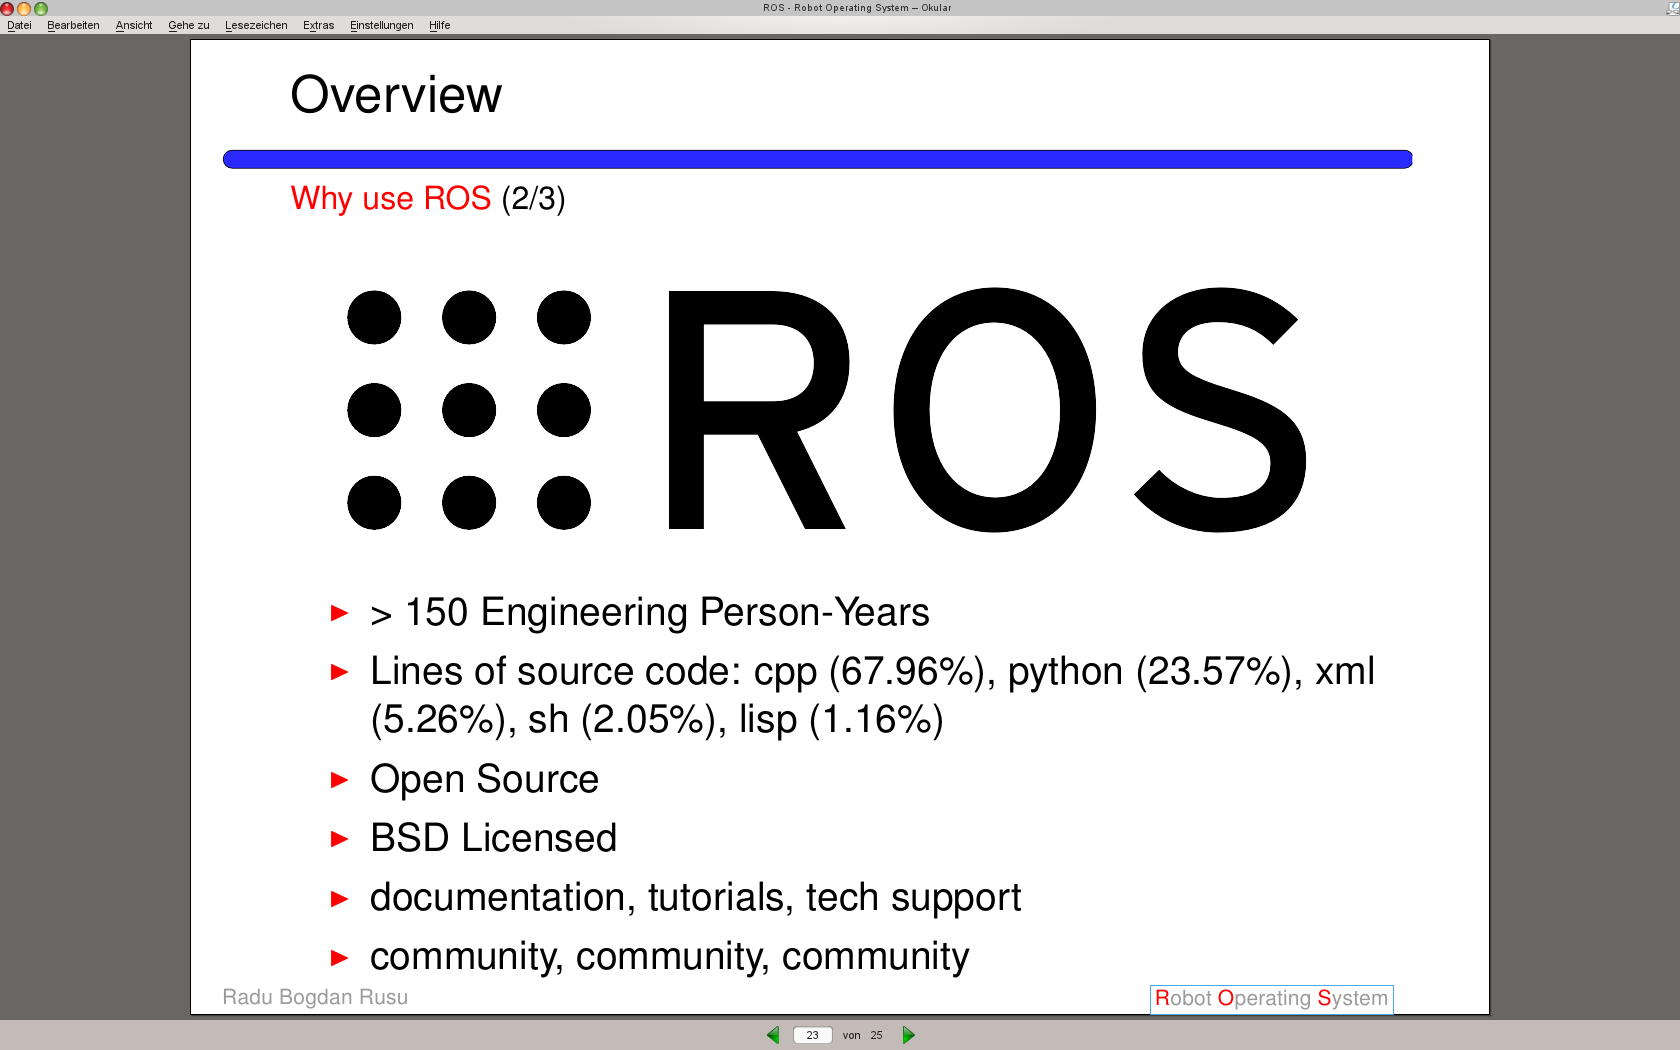 ROS - Robot Operating System – Okular
Datei Bearbeiten Ansicht Gehe zu Lesezeichen Extras Einstellungen Hilfe
Overview
Why use ROS (2/3)
ROS
> 150 Engineering Person-Years
Lines of source code: cpp (67.96%), python (23.57%), xml
(5.26%), sh (2.05%), lisp (1.16%)
Open Source
BSD Licensed
documentation, tutorials, tech support
community, community, community
Radu Bogdan Rusu
Robot Operating System
23 von 25